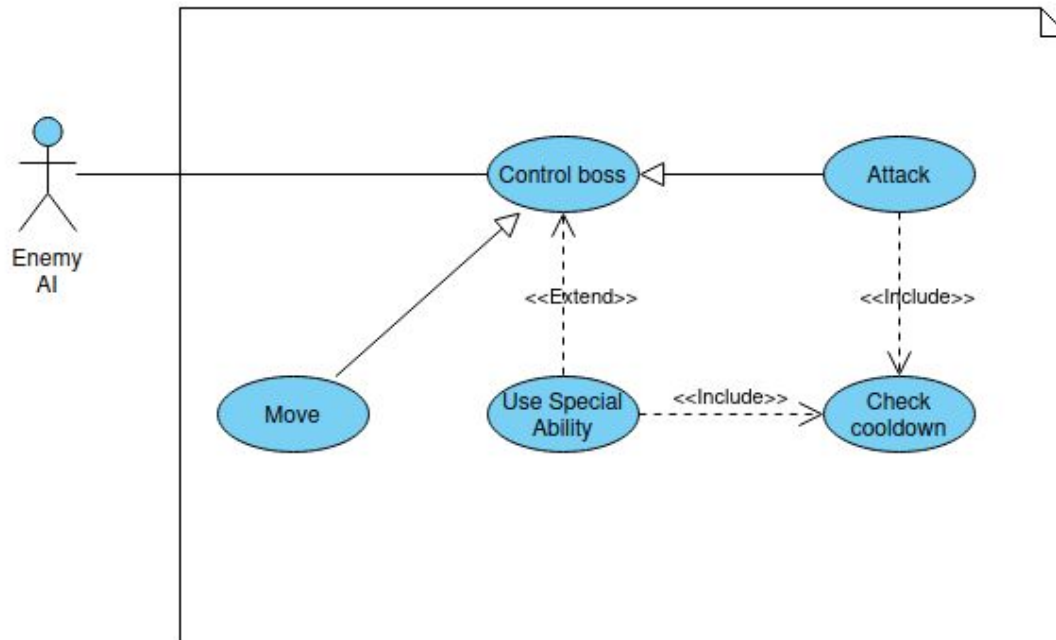 Control boss
Attack
Enemy
AI
<<Extend>>
<<Include>>
Move
Use Special
Ability
<<Include>>
Check
cooldown